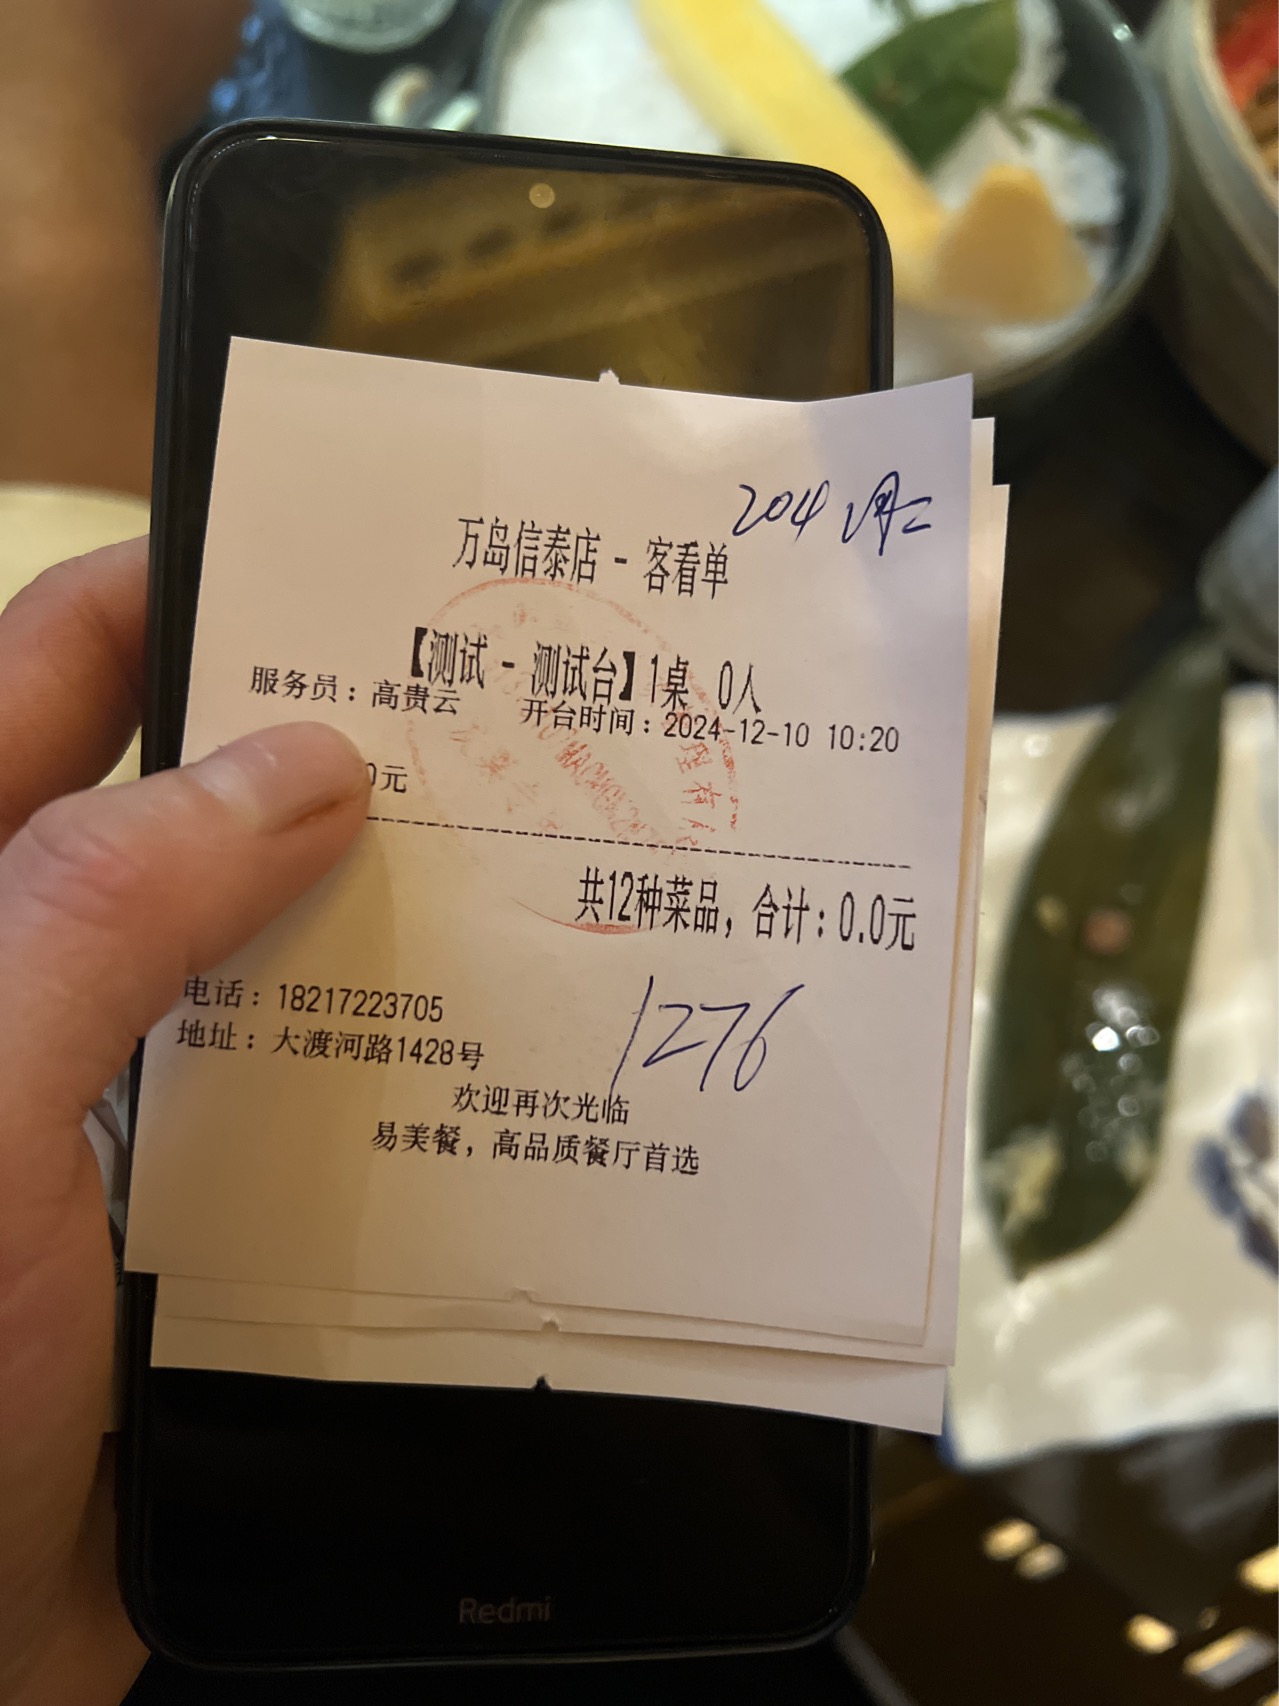 204 周二
万岛信泰店 - 客看单
【测试 - 测试台】1桌 0人
服务员：高贵云 开台时间：2024-12-10 10:20
0元
共12种菜品，合计：0.0元
电话：18217223705
地址：大渡河路1428号
1276
欢迎再次光临
易美餐，高品质餐厅首选
Redmi